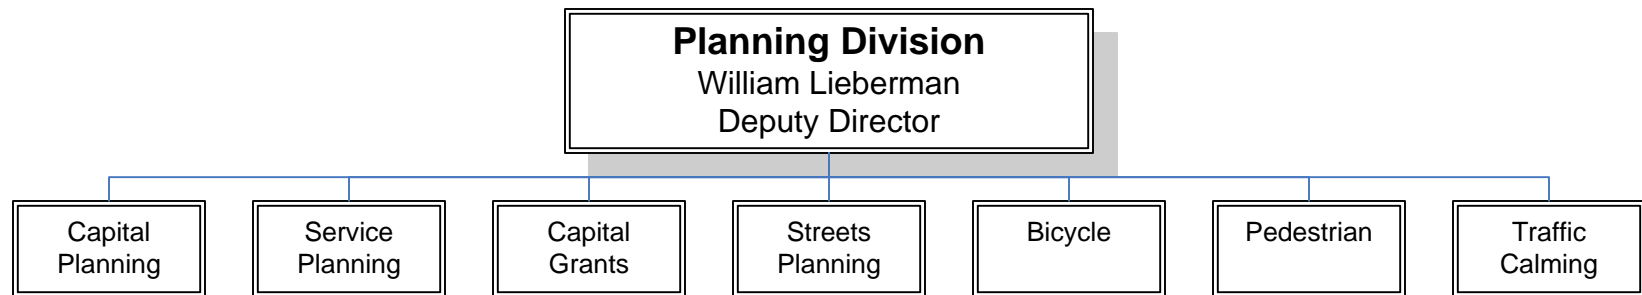 Planning Division
William Lieberman
Deputy Director
Capital
Planning
Service
Planning
Capital
Grants
Streets
Planning
Bicycle
Pedestrian
Traffic
Calming